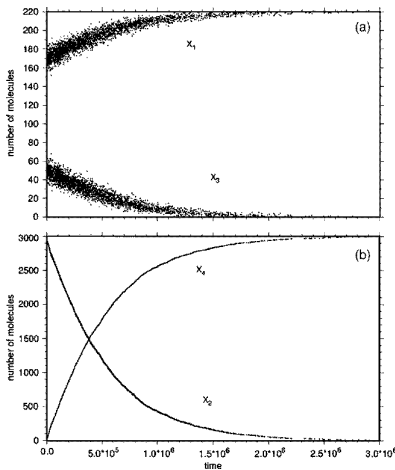 220
200
180
160
140
120
100
80
60
40
20
0
number of molecules
(a)
X1
X3
3000
2500
2000
1500
1000
500
0
number of molecules
(b)
X4
X2
0.0 5.0*10^5 1.0*10^6 1.5*10^6 2.0*10^6 2.5*10^6 3.0*10^6
time